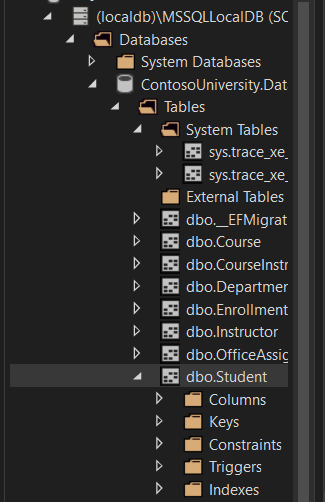 (localdb)\MSSQLLocalDB (SC
Databases
System Databases
ContosoUniversity.Dat
Tables
System Tables
sys.trace_xe_
sys.trace_xe_
External Tables
dbo.__EFMigrat
dbo.Course
dbo.CourseInstr
dbo.Departmer
dbo.Enrollment
dbo.Instructor
dbo.OfficeAssig
dbo.Student
Columns
Keys
Constraints
Triggers
Indexes